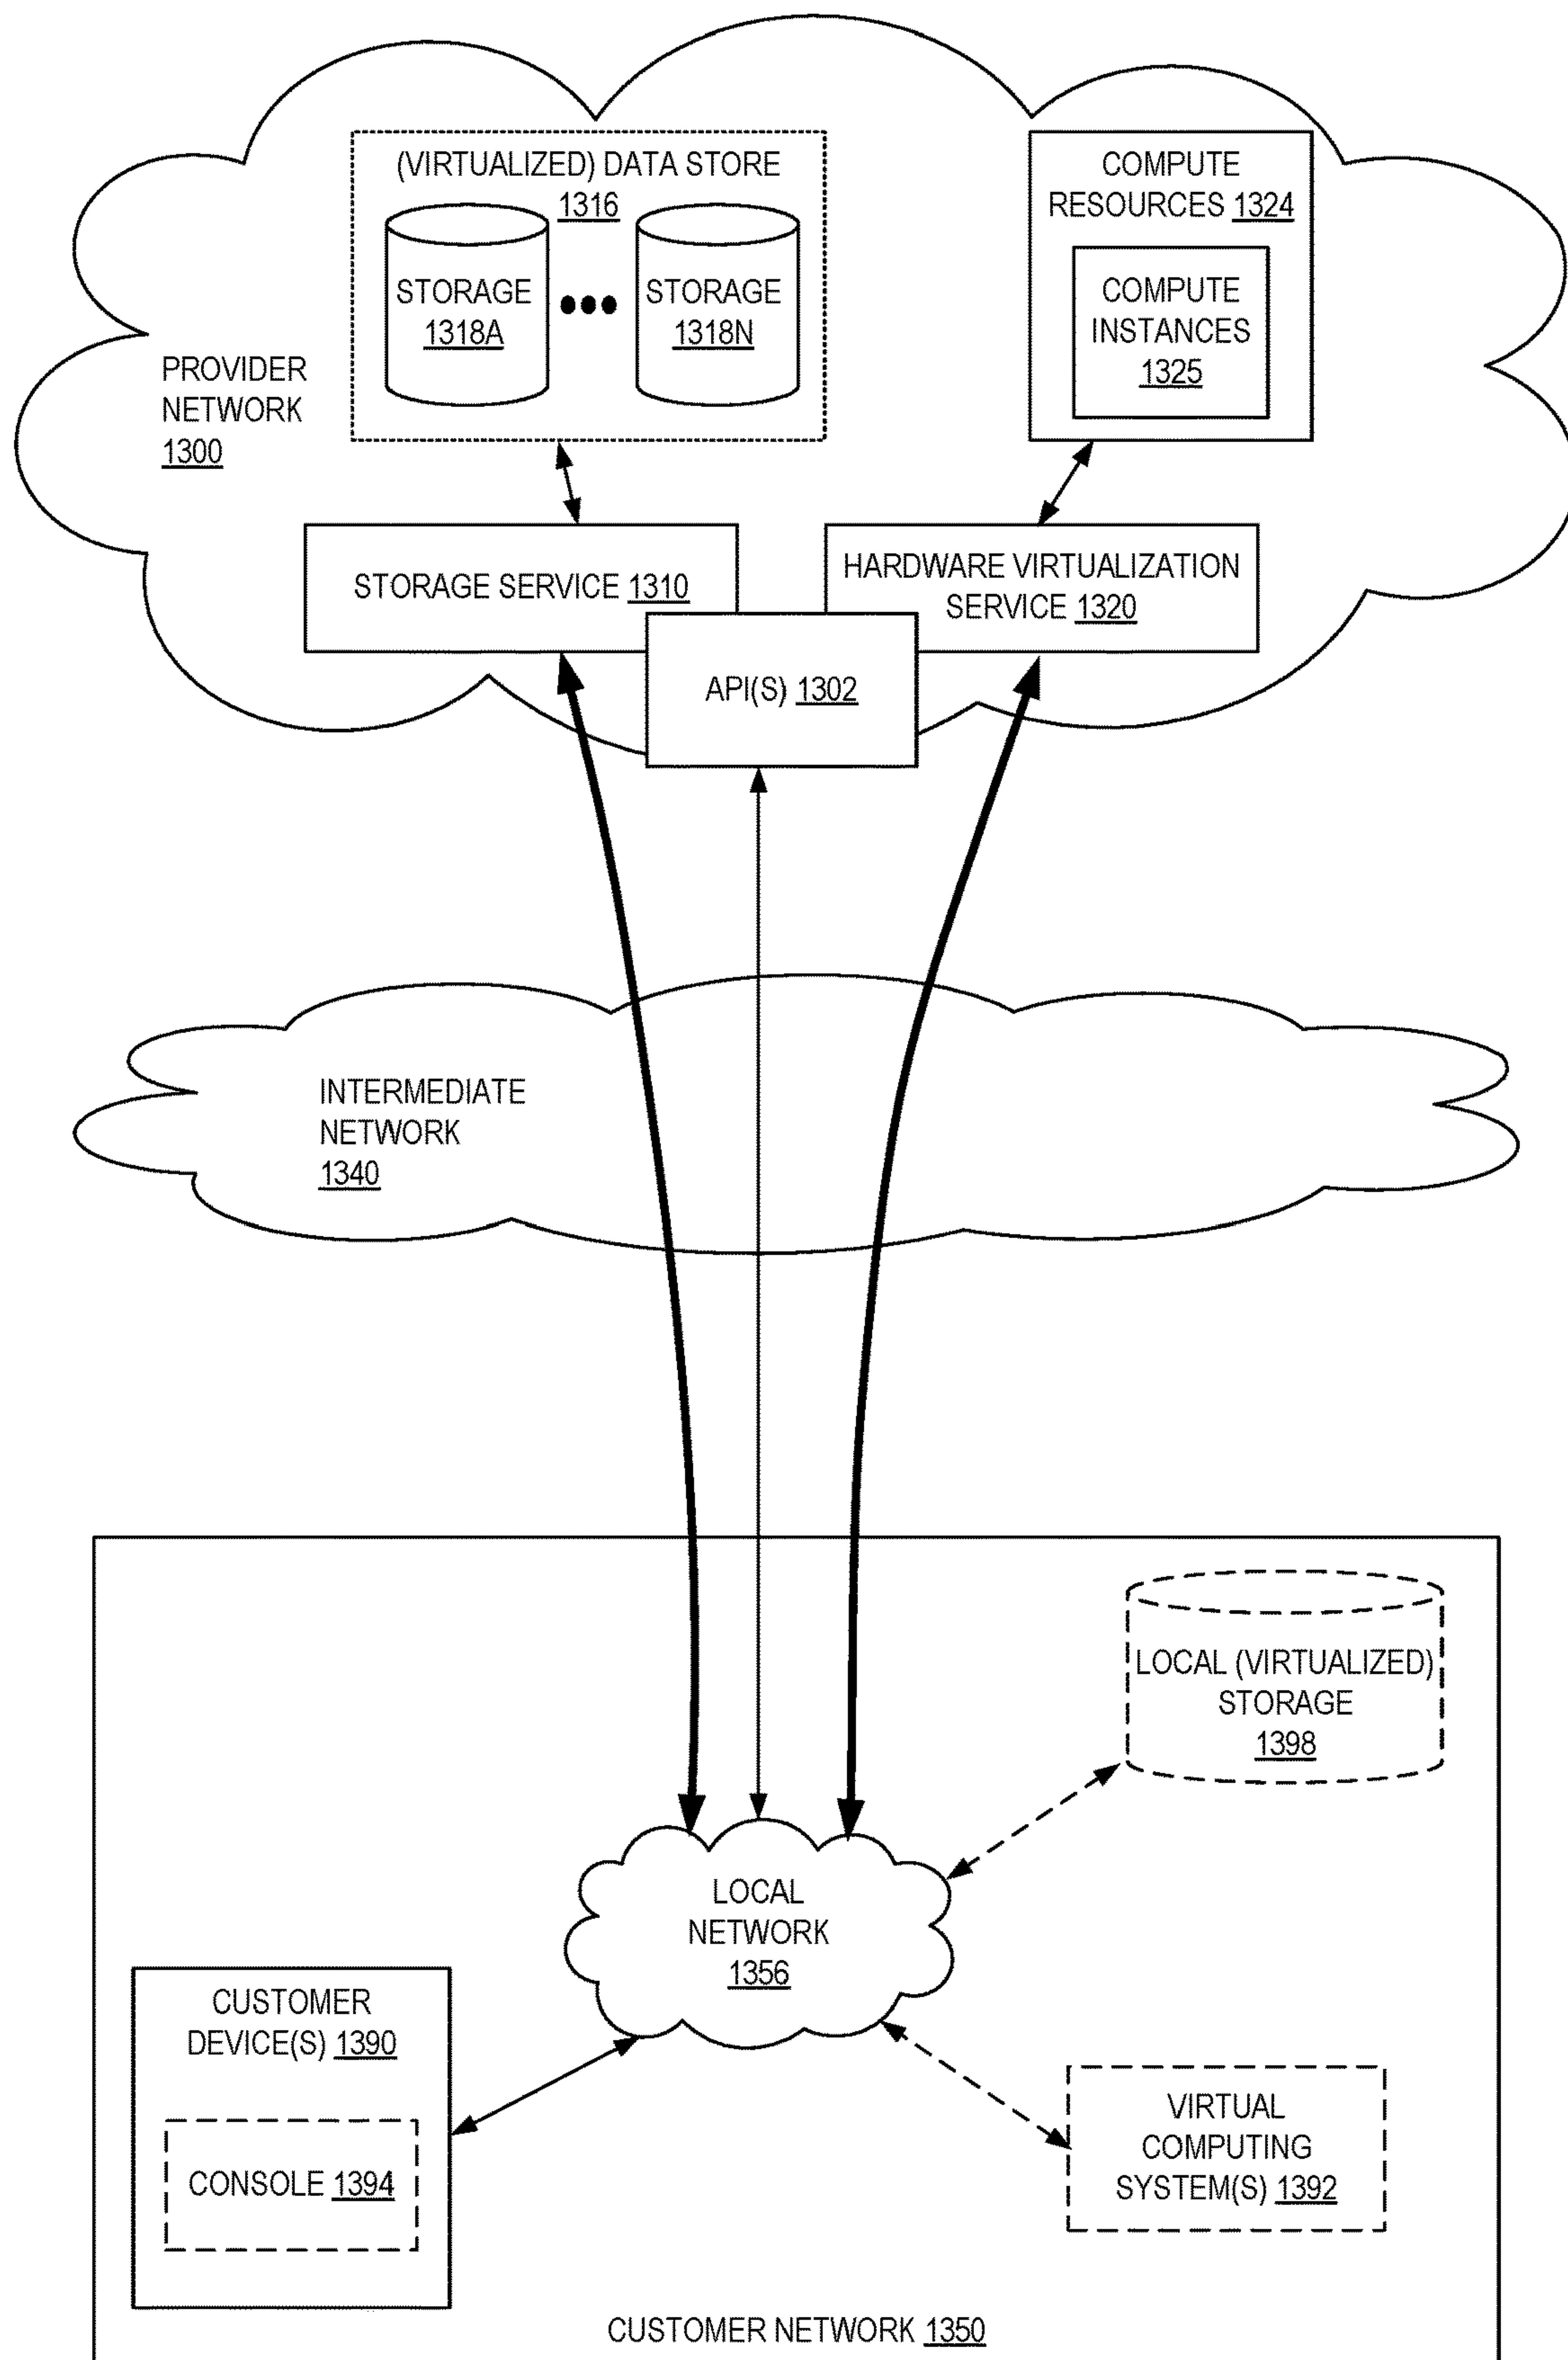 (VIRTUALIZED) DATA STORE
1316
STORAGE
1318A
STORAGE
1318N
COMPUTE
RESOURCES 1324
COMPUTE
INSTANCES
1325
PROVIDER
NETWORK
1300
STORAGE SERVICE 1310
HARDWARE VIRTUALIZATION
SERVICE 1320
API(S) 1302
INTERMEDIATE
NETWORK
1340
LOCAL (VIRTUALIZED)
STORAGE
1398
LOCAL
NETWORK
1356
CUSTOMER
DEVICE(S) 1390
CONSOLE 1394
VIRTUAL
COMPUTING
SYSTEM(S) 1392
CUSTOMER NETWORK 1350